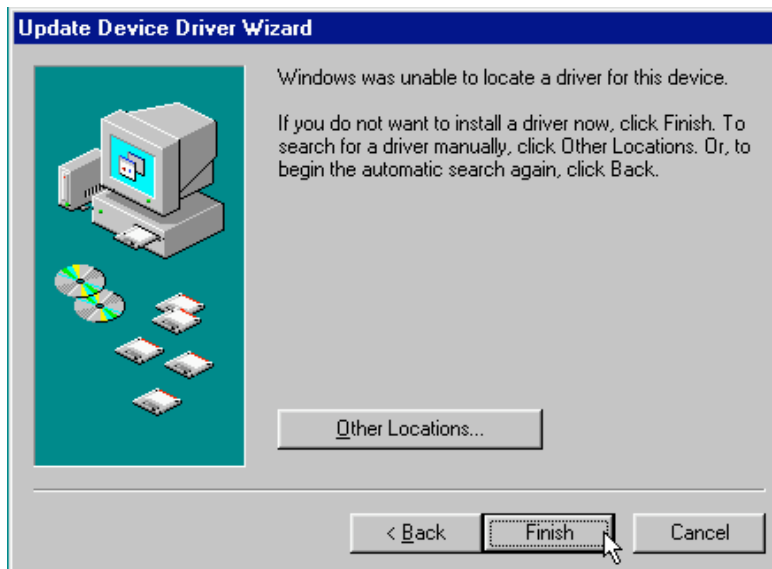 Update Device Driver Wizard
Windows was unable to locate a driver for this device.
If you do not want to install a driver now, click Finish. To
search for a driver manually, click Other Locations. Or, to
begin the automatic search again, click Back.
Other Locations...
< Back
Finish
Cancel